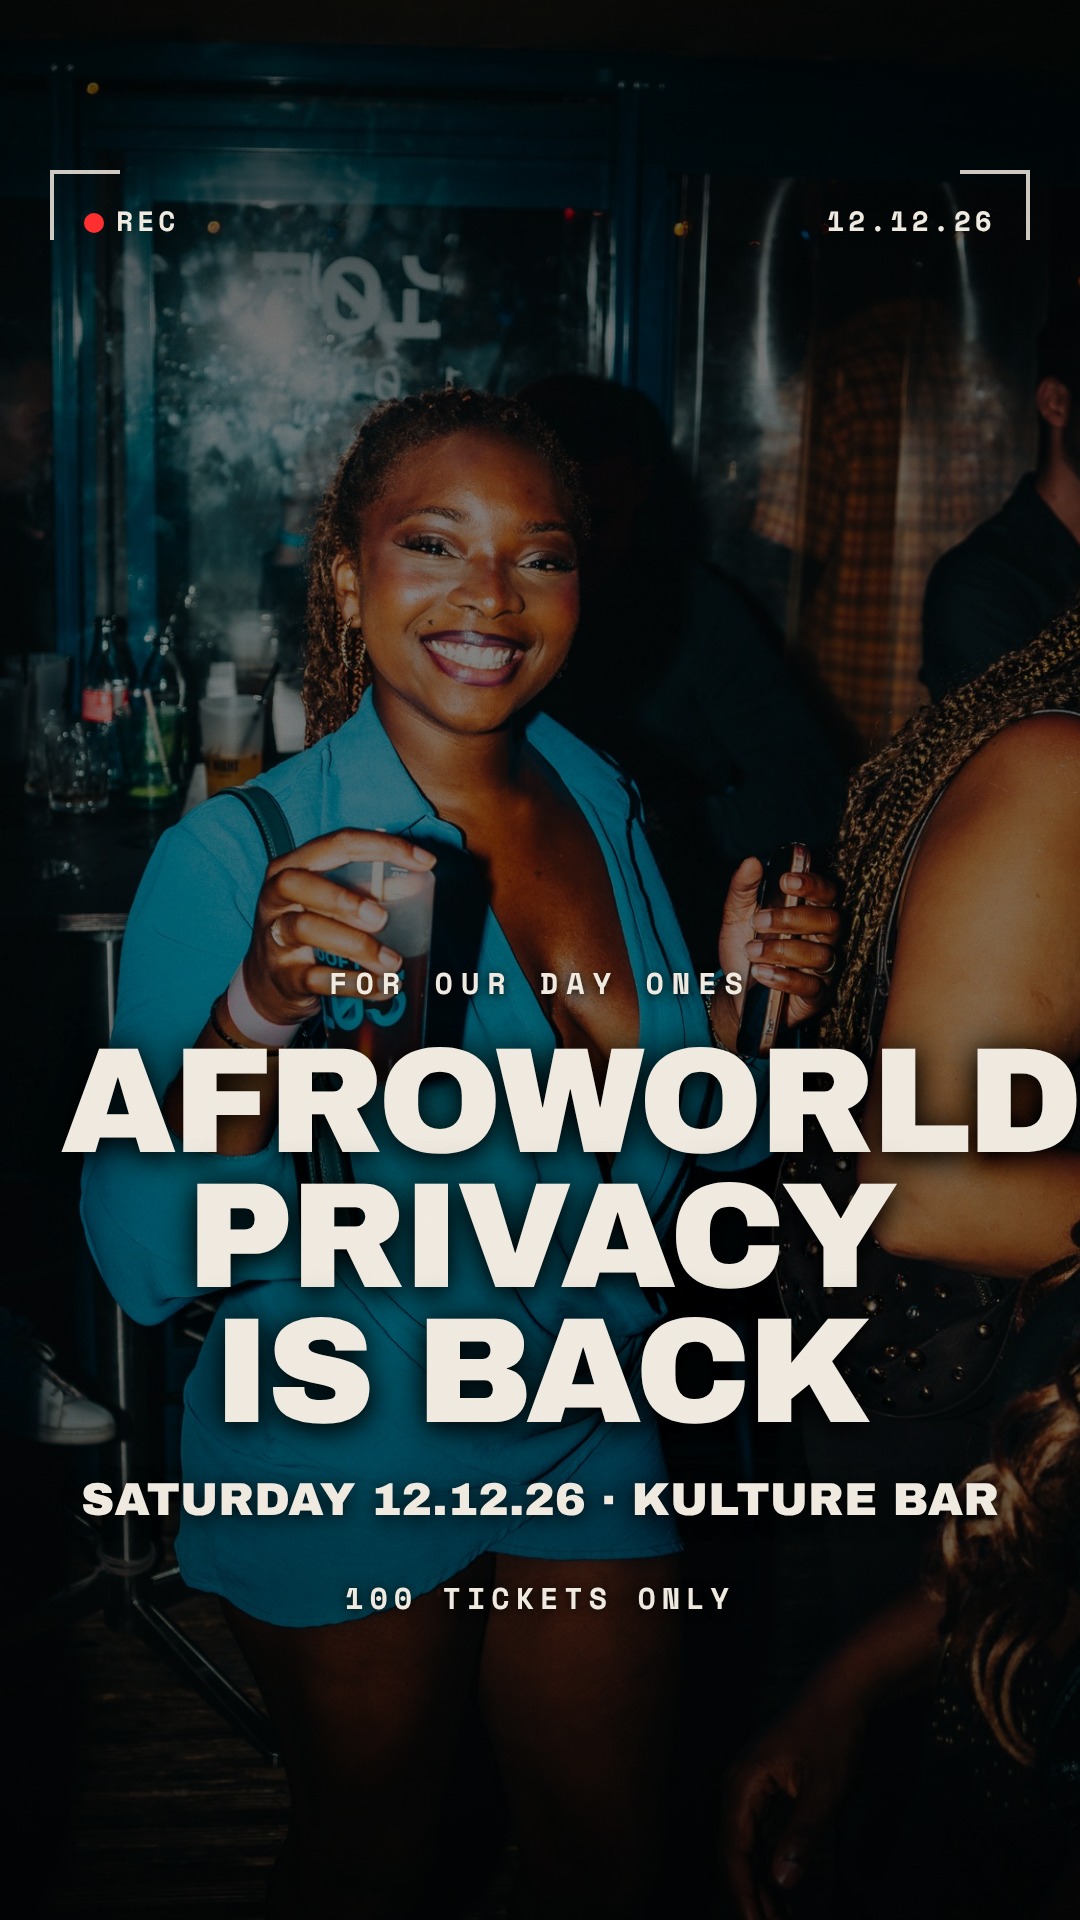 REC
12.12.26
FOR OUR DAY ONES
AFROWORLD
PRIVACY
IS BACK
SATURDAY 12.12.26 · KULTURE BAR
100 TICKETS ONLY